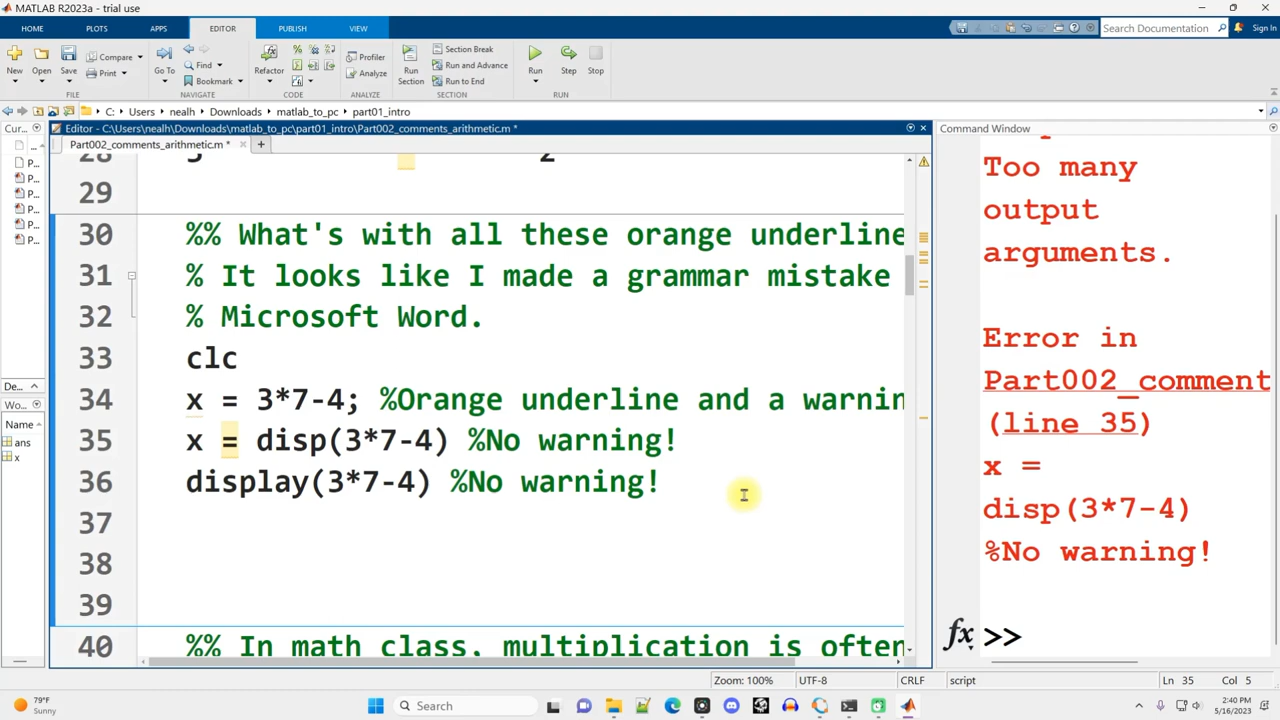 MATLAB R2023a - trial use
HOME PLOTS APPS EDITOR PUBLISH VIEW
Search Documentation Sign In
New Open Save Compare Print Go To Find Bookmark Refactor Profiler Analyze Run Section Section Break Run and Advance Run to End Run Step Stop
FILE NAVIGATE CODE ANALYZE SECTION RUN
C: Users nealh Downloads matlab_to_pc part01_intro
Cur...
Editor - C:\Users\nealh\Downloads\matlab_to_pc\part01_intro\Part002_comments_arithmetic.m *
Part002_comments_arithmetic.m *
Command Window
29
30 %% What's with all these orange underline
31 % It looks like I made a grammar mistake
32 % Microsoft Word.
33 clc
34 x = 3*7-4; %Orange underline and a warnin
35 x = disp(3*7-4) %No warning!
36 display(3*7-4) %No warning!
37
38
39
40 %% In math class, multiplication is often
De...
Wo...
Name
ans
x
Too many
output
arguments.
Error in
Part002_comment
(line 35)
x =
disp(3*7-4)
%No warning!
fx >>
Zoom: 100% UTF-8 CRLF script Ln 35 Col 5
79°F
Sunny
Search
2:40 PM
5/16/2023